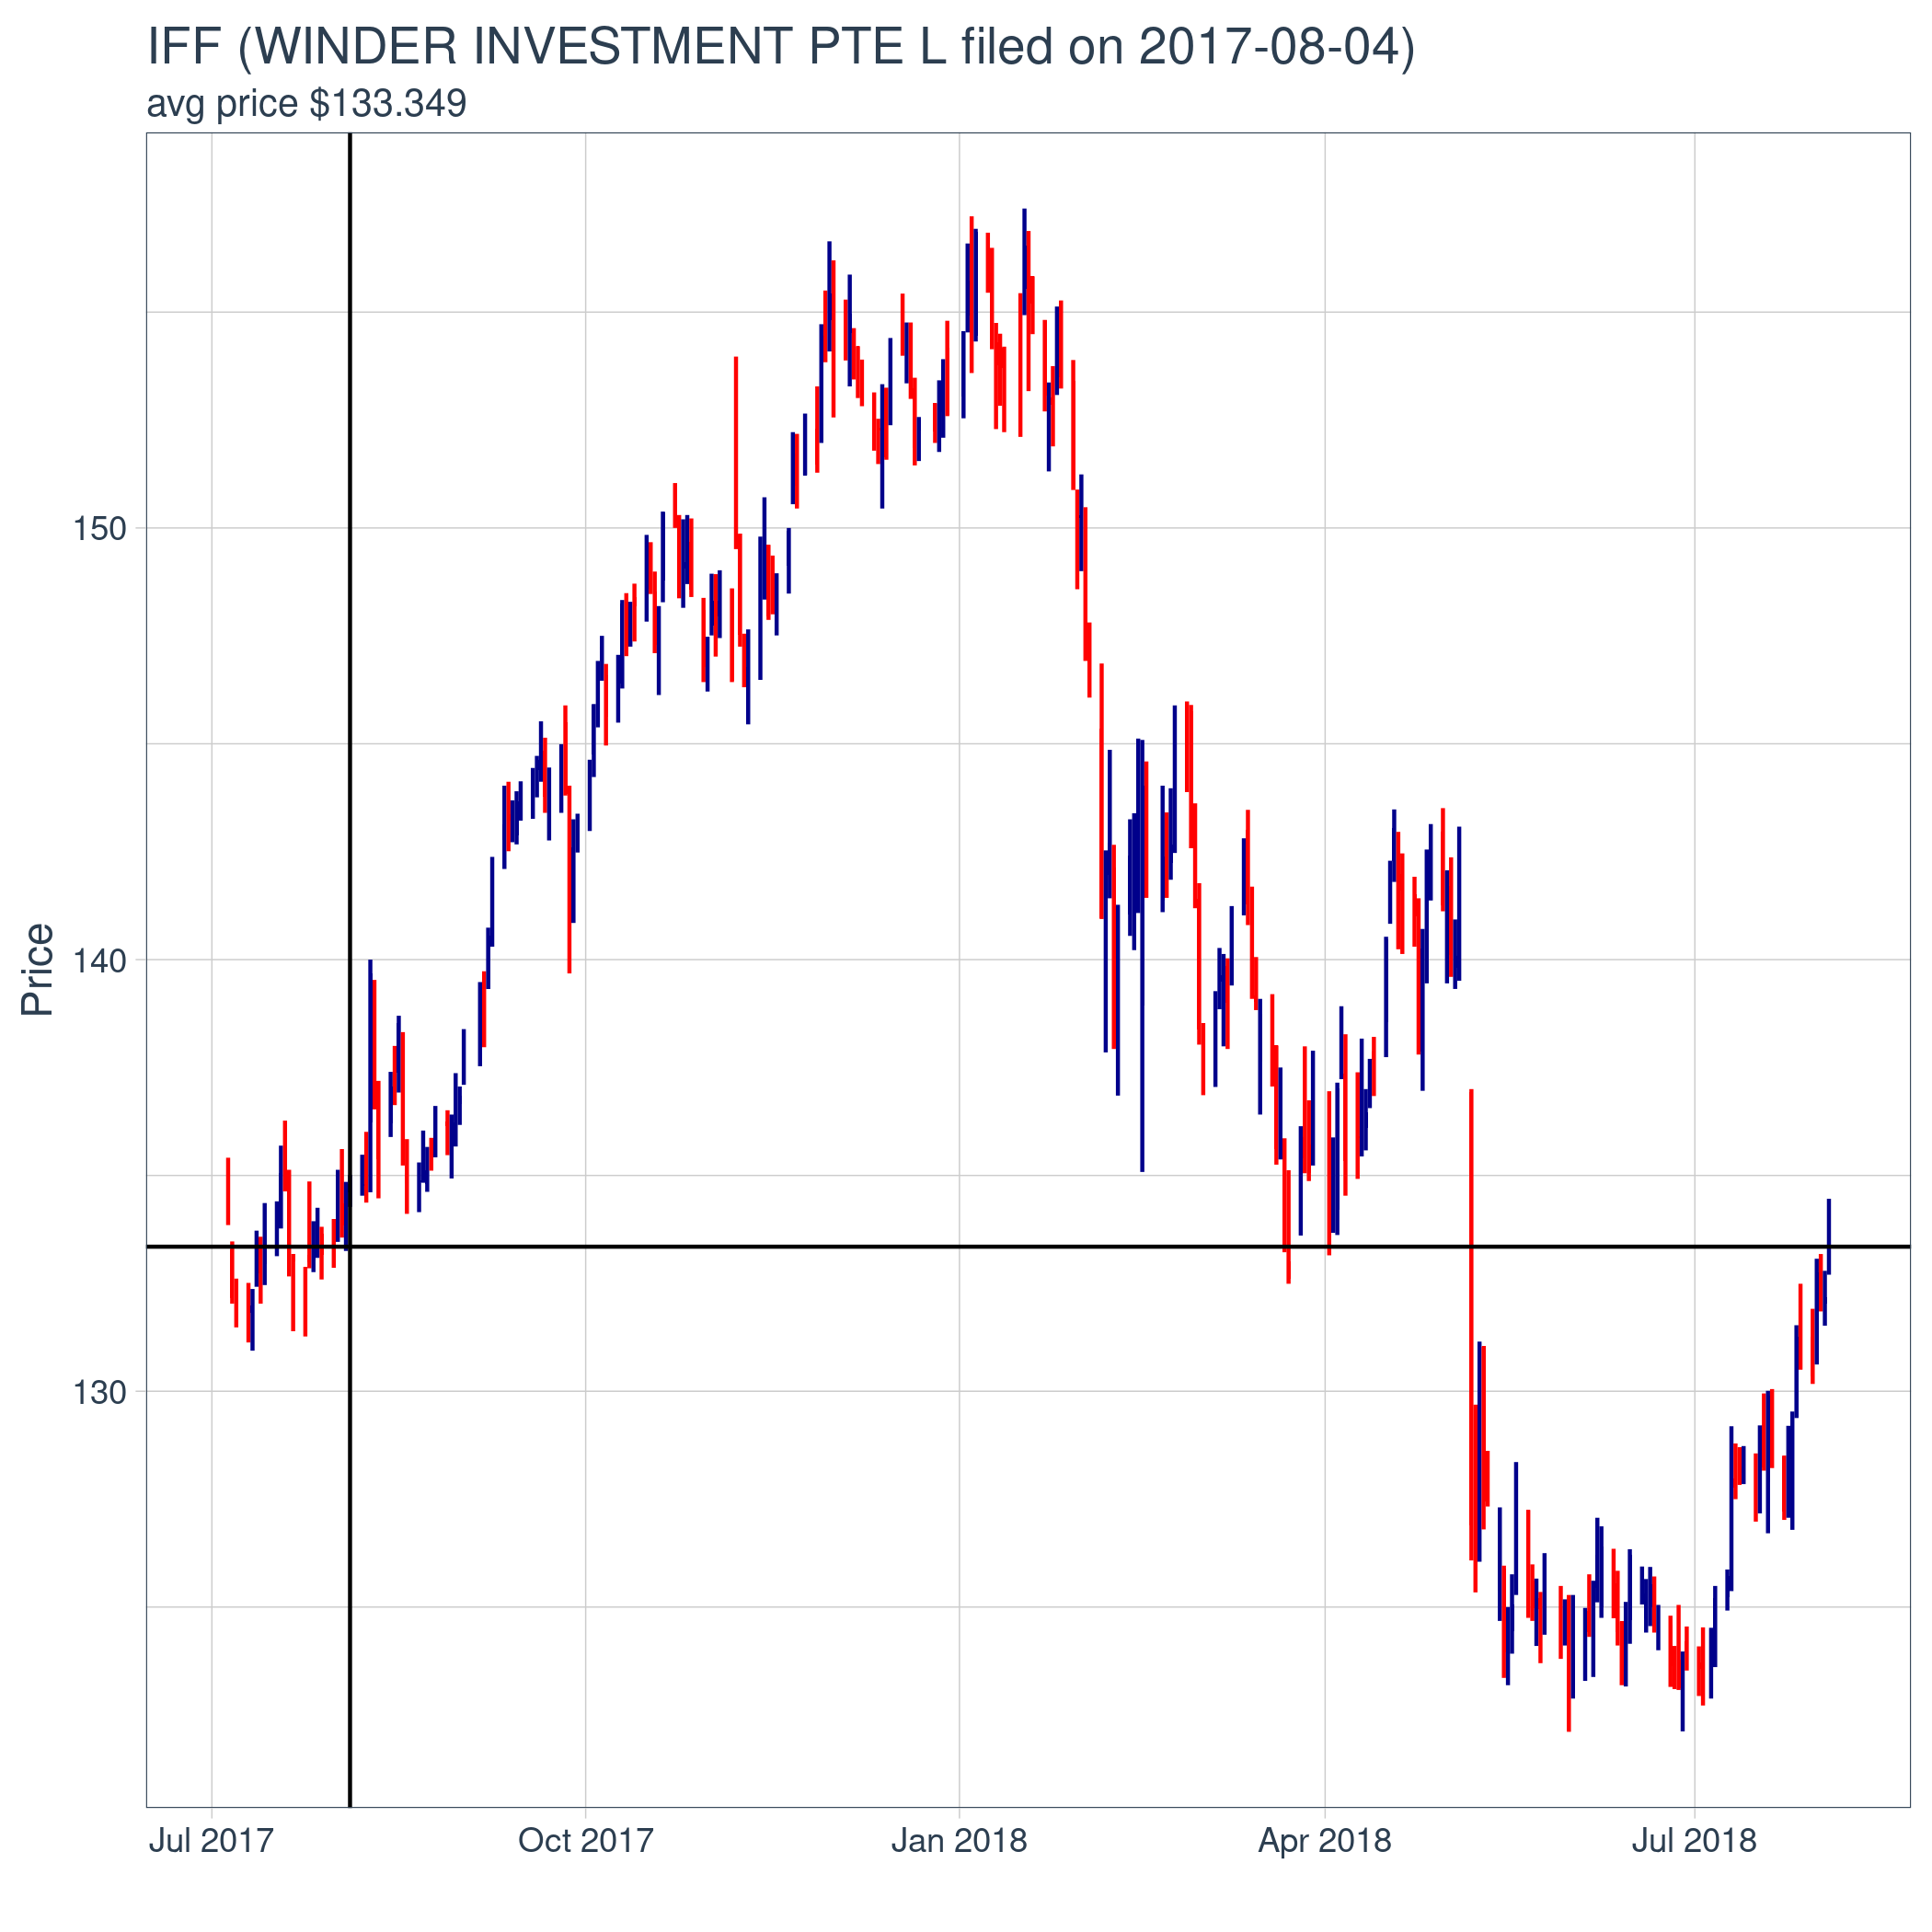 IFF (WINDER INVESTMENT PTE L filed on 2017-08-04)
avg price $133.349
Price
150
140
130
Jul 2017
Oct 2017
Jan 2018
Apr 2018
Jul 2018